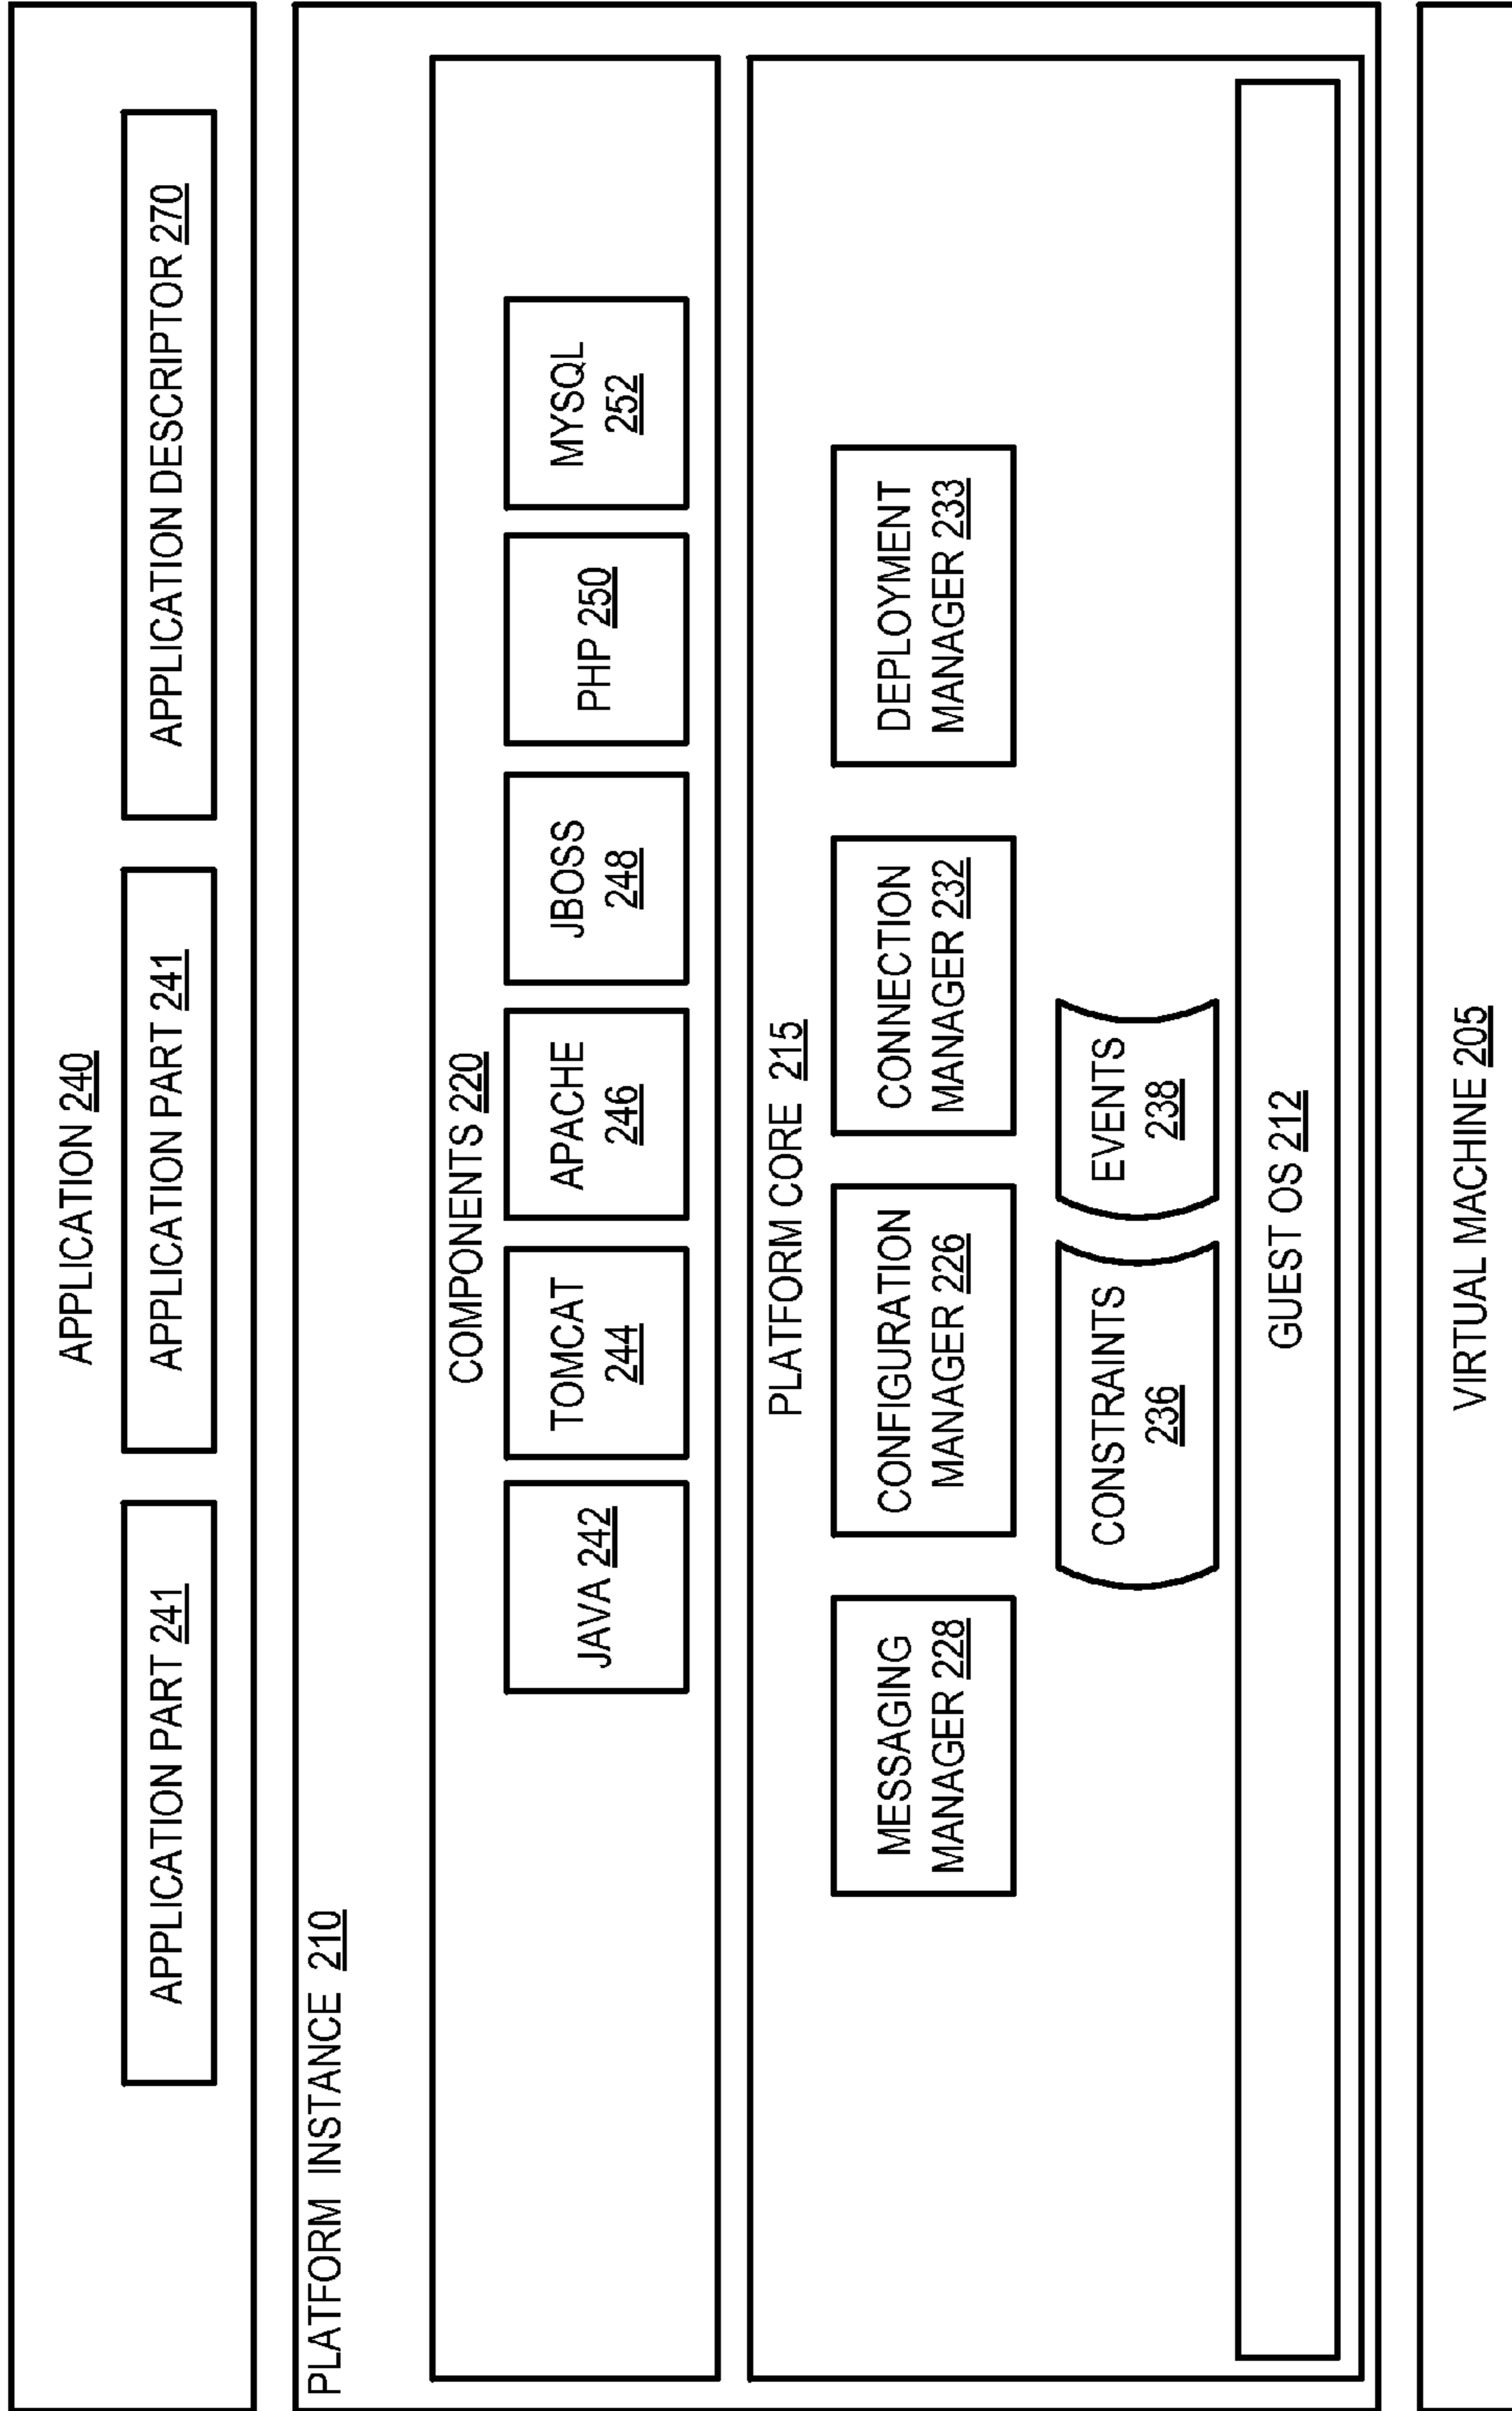 APPLICATION 240
APPLICATION PART 241
APPLICATION PART 241
APPLICATION DESCRIPTOR 270
PLATFORM INSTANCE 210
COMPONENTS 220
JAVA 242
TOMCAT
244
APACHE
246
JBOSS
248
PHP 250
MYSQL
252
PLATFORM CORE 215
MESSAGING
MANAGER 228
CONFIGURATION
MANAGER 226
CONNECTION
MANAGER 232
DEPLOYMENT
MANAGER 233
CONSTRAINTS
236
EVENTS
238
GUEST OS 212
VIRTUAL MACHINE 205